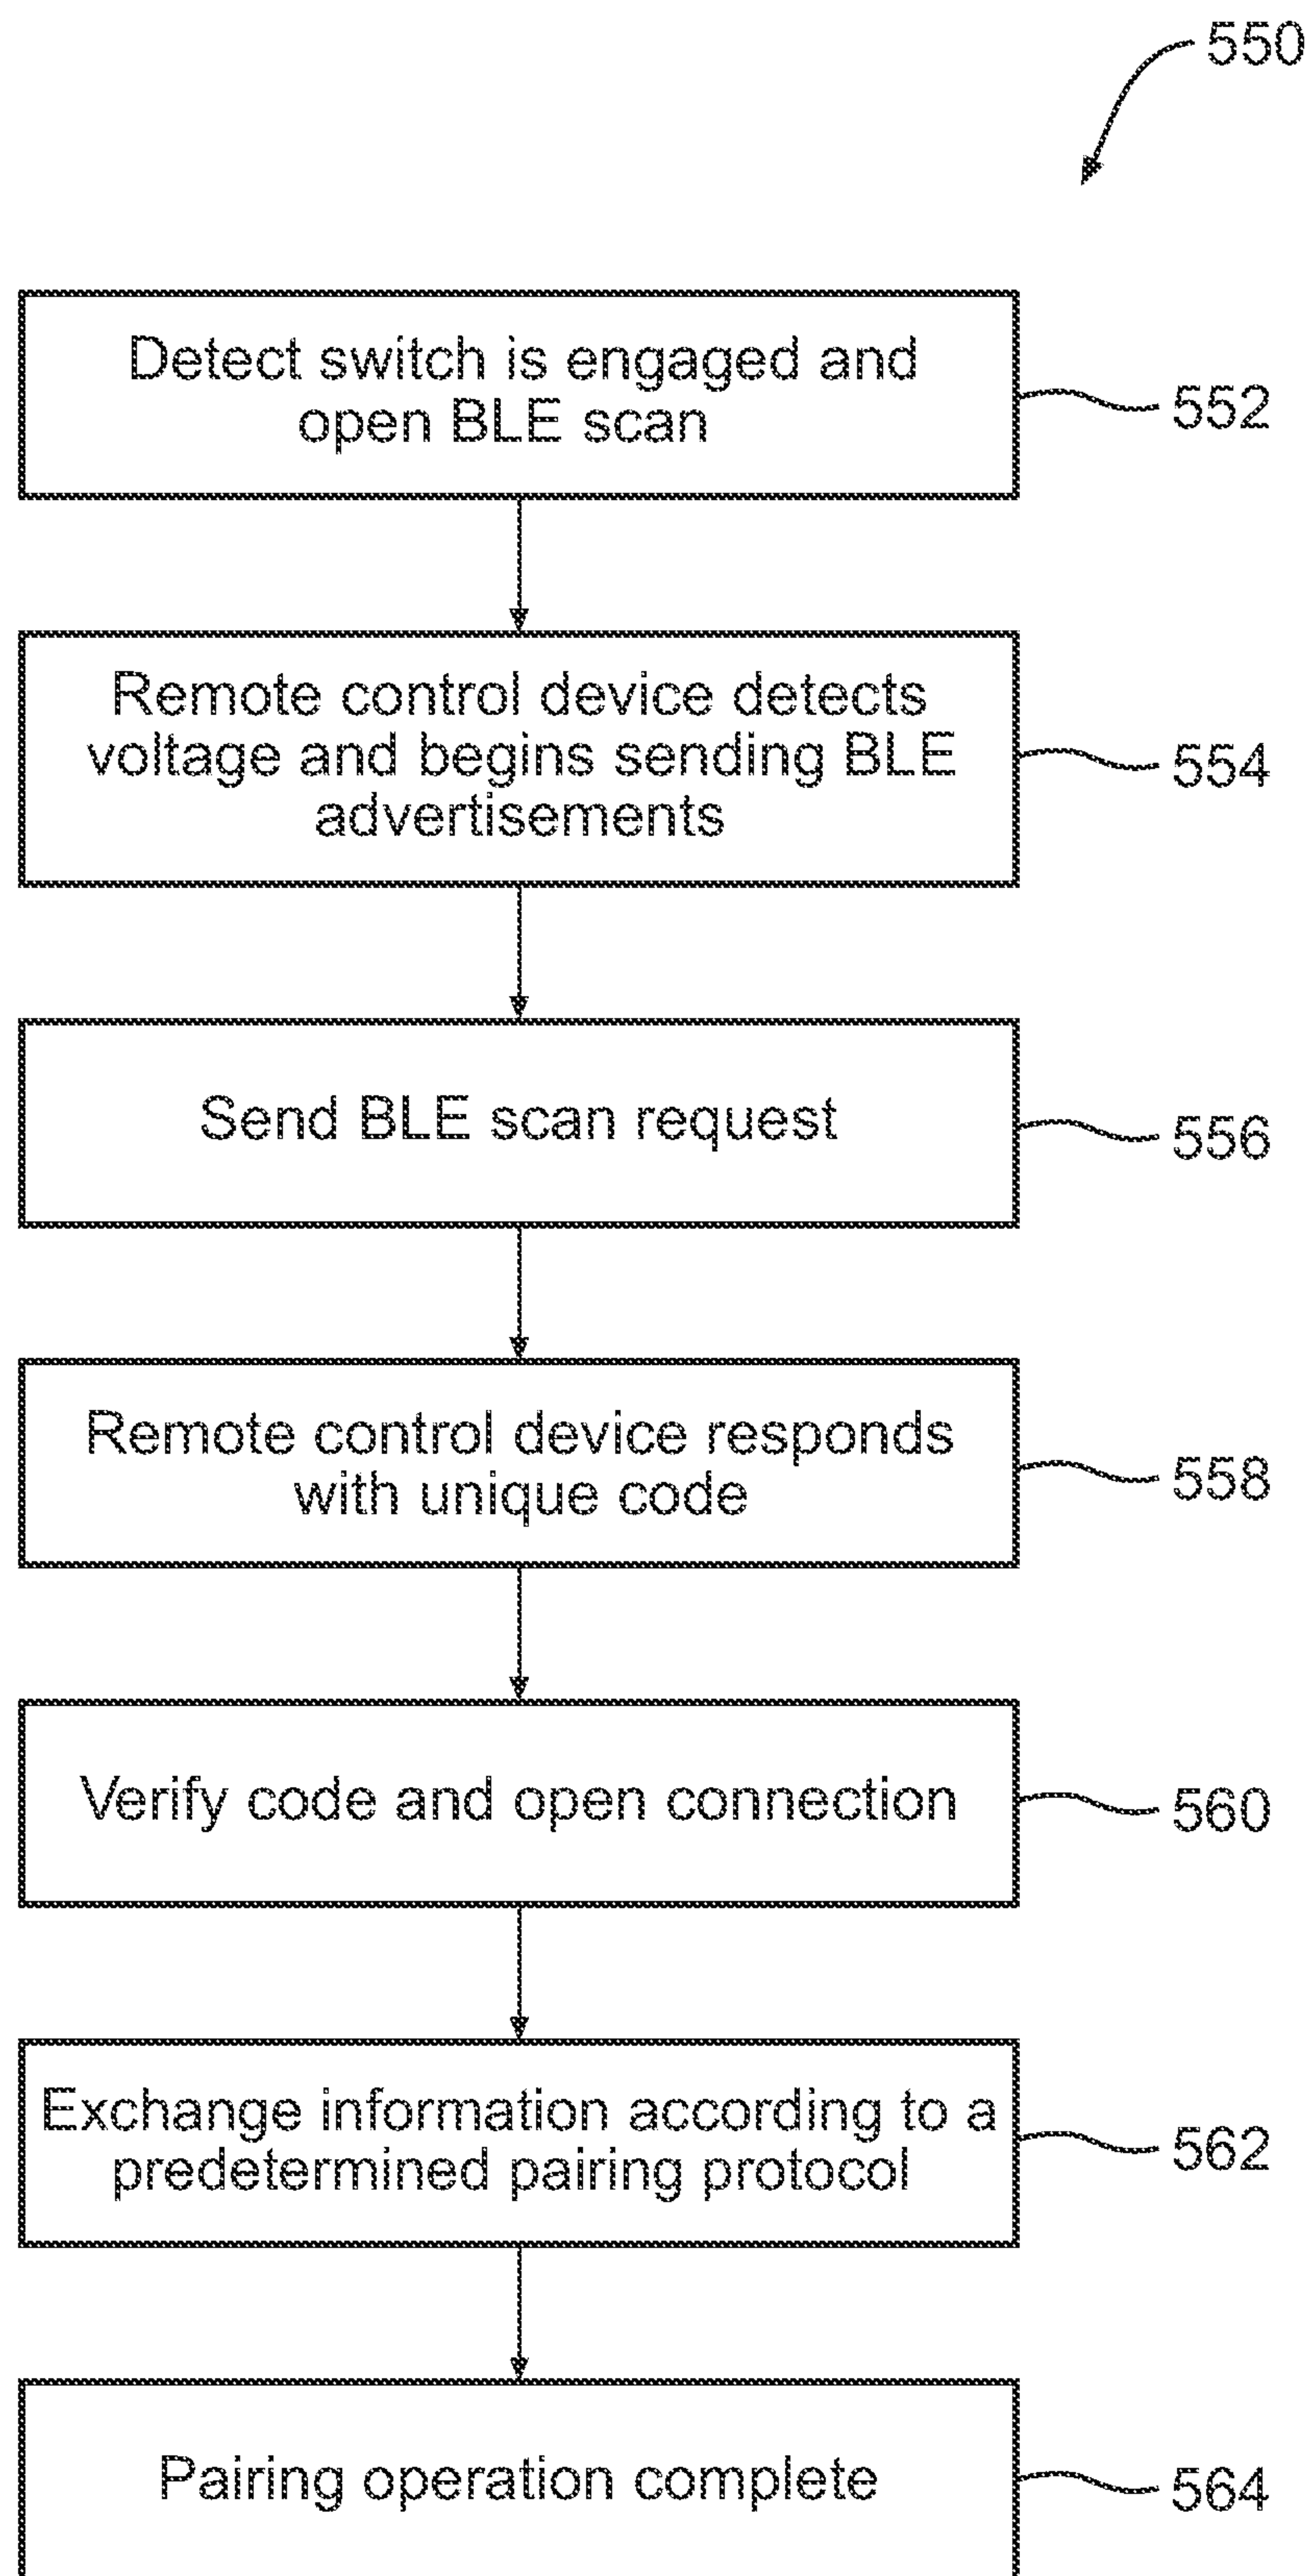 550
Detect switch is engaged and
open BLE scan
552
Remote control device detects
voltage and begins sending BLE
advertisements
554
Send BLE scan request
556
Remote control device responds
with unique code
558
Verify code and open connection
560
Exchange information according to a
predetermined pairing protocol
562
Pairing operation complete
564